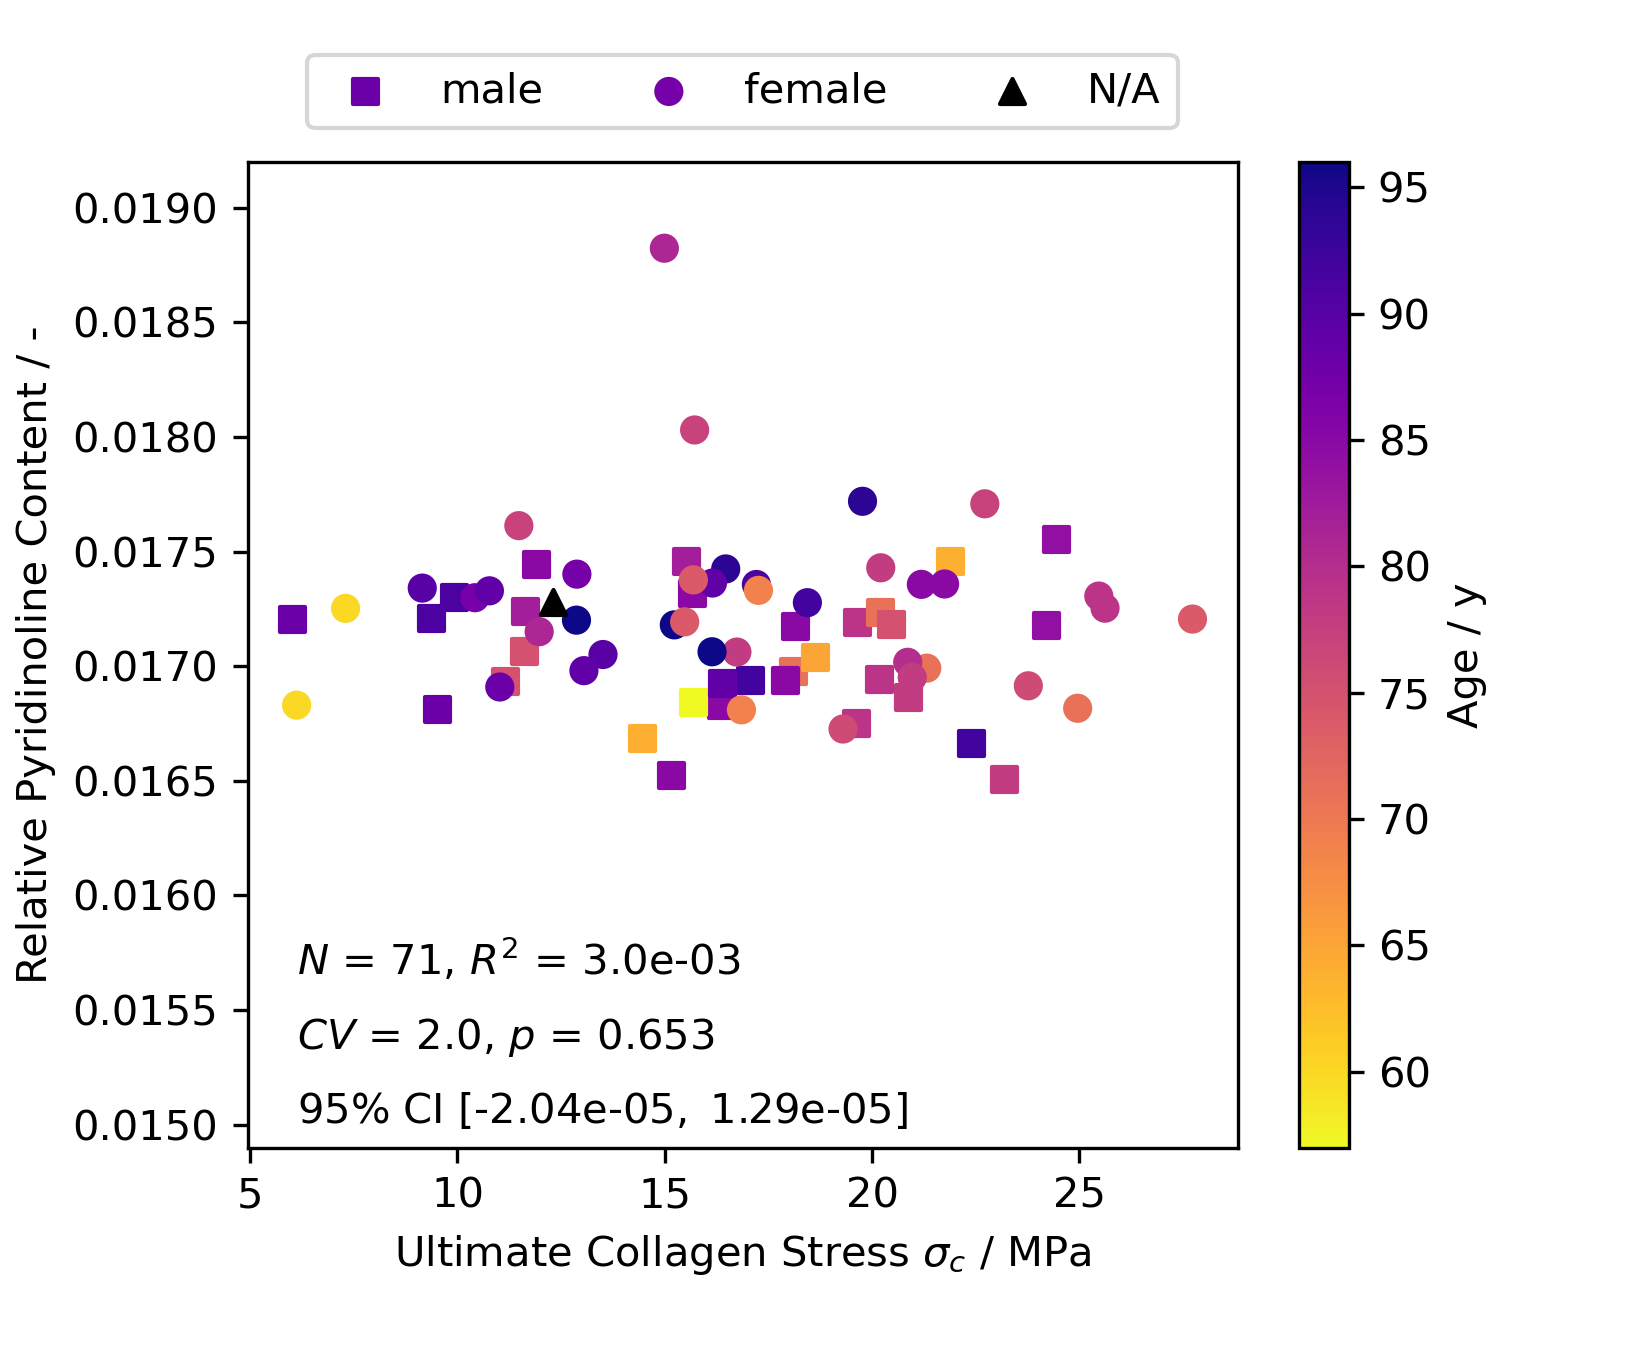 male female N/A
0.0190
0.0185
0.0180
0.0175
0.0170
0.0165
0.0160
0.0155
0.0150
Relative Pyridinoline Content / -
N = 71, R² = 3.0e-03
CV = 2.0, p = 0.653
95% CI [-2.04e-05, 1.29e-05]
5 10 15 20 25
Ultimate Collagen Stress σ_c / MPa
95
90
85
80
75
70
65
60
Age / y